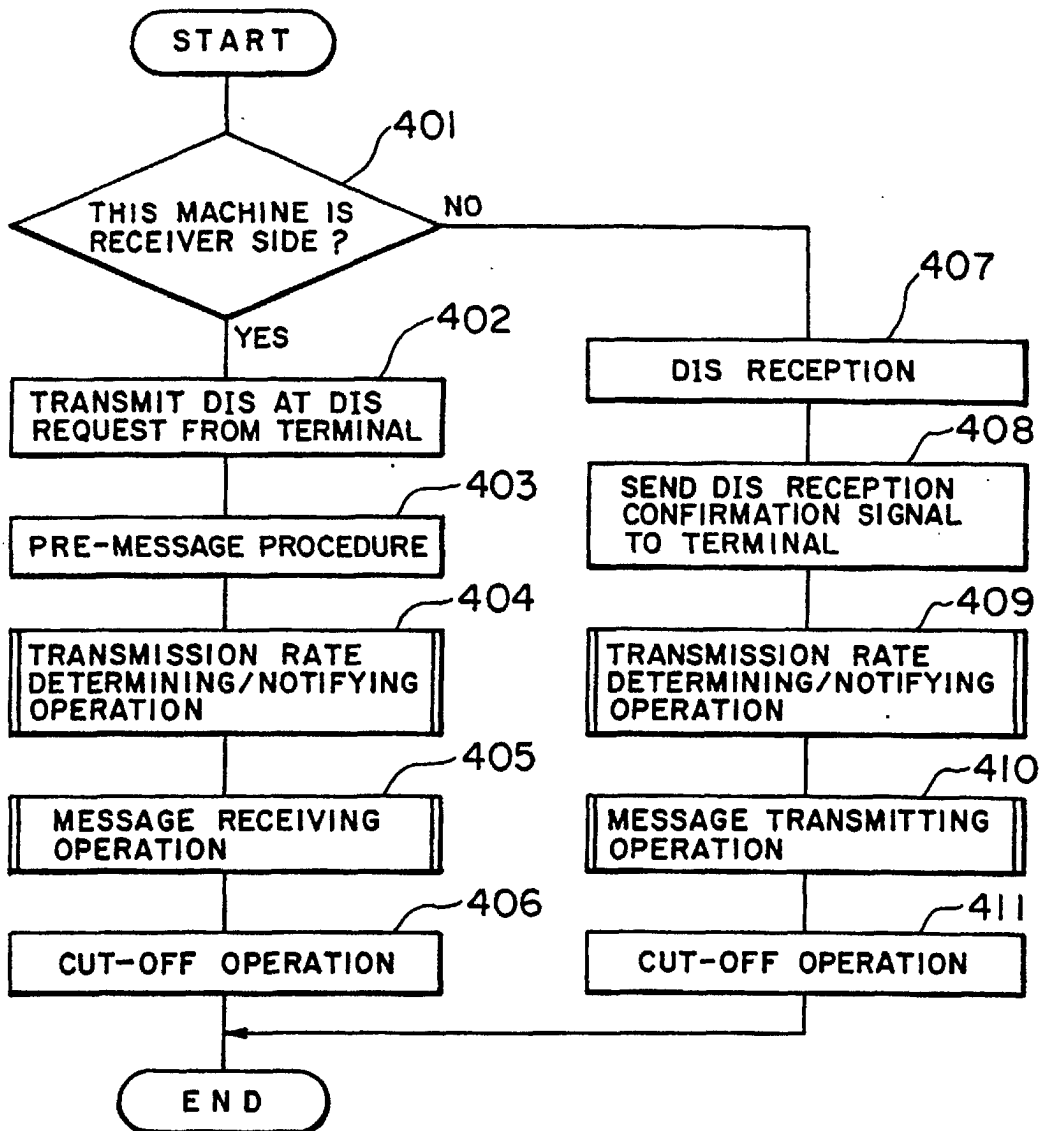 START
401
THIS MACHINE IS
RECEIVER SIDE ?
NO
YES
402
TRANSMIT DIS AT DIS
REQUEST FROM TERMINAL
403
PRE-MESSAGE PROCEDURE
404
TRANSMISSION RATE
DETERMINING/NOTIFYING
OPERATION
405
MESSAGE RECEIVING
OPERATION
406
CUT-OFF OPERATION
407
DIS RECEPTION
408
SEND DIS RECEPTION
CONFIRMATION SIGNAL
TO TERMINAL
409
TRANSMISSION RATE
DETERMINING/NOTIFYING
OPERATION
410
MESSAGE TRANSMITTING
OPERATION
411
CUT-OFF OPERATION
END